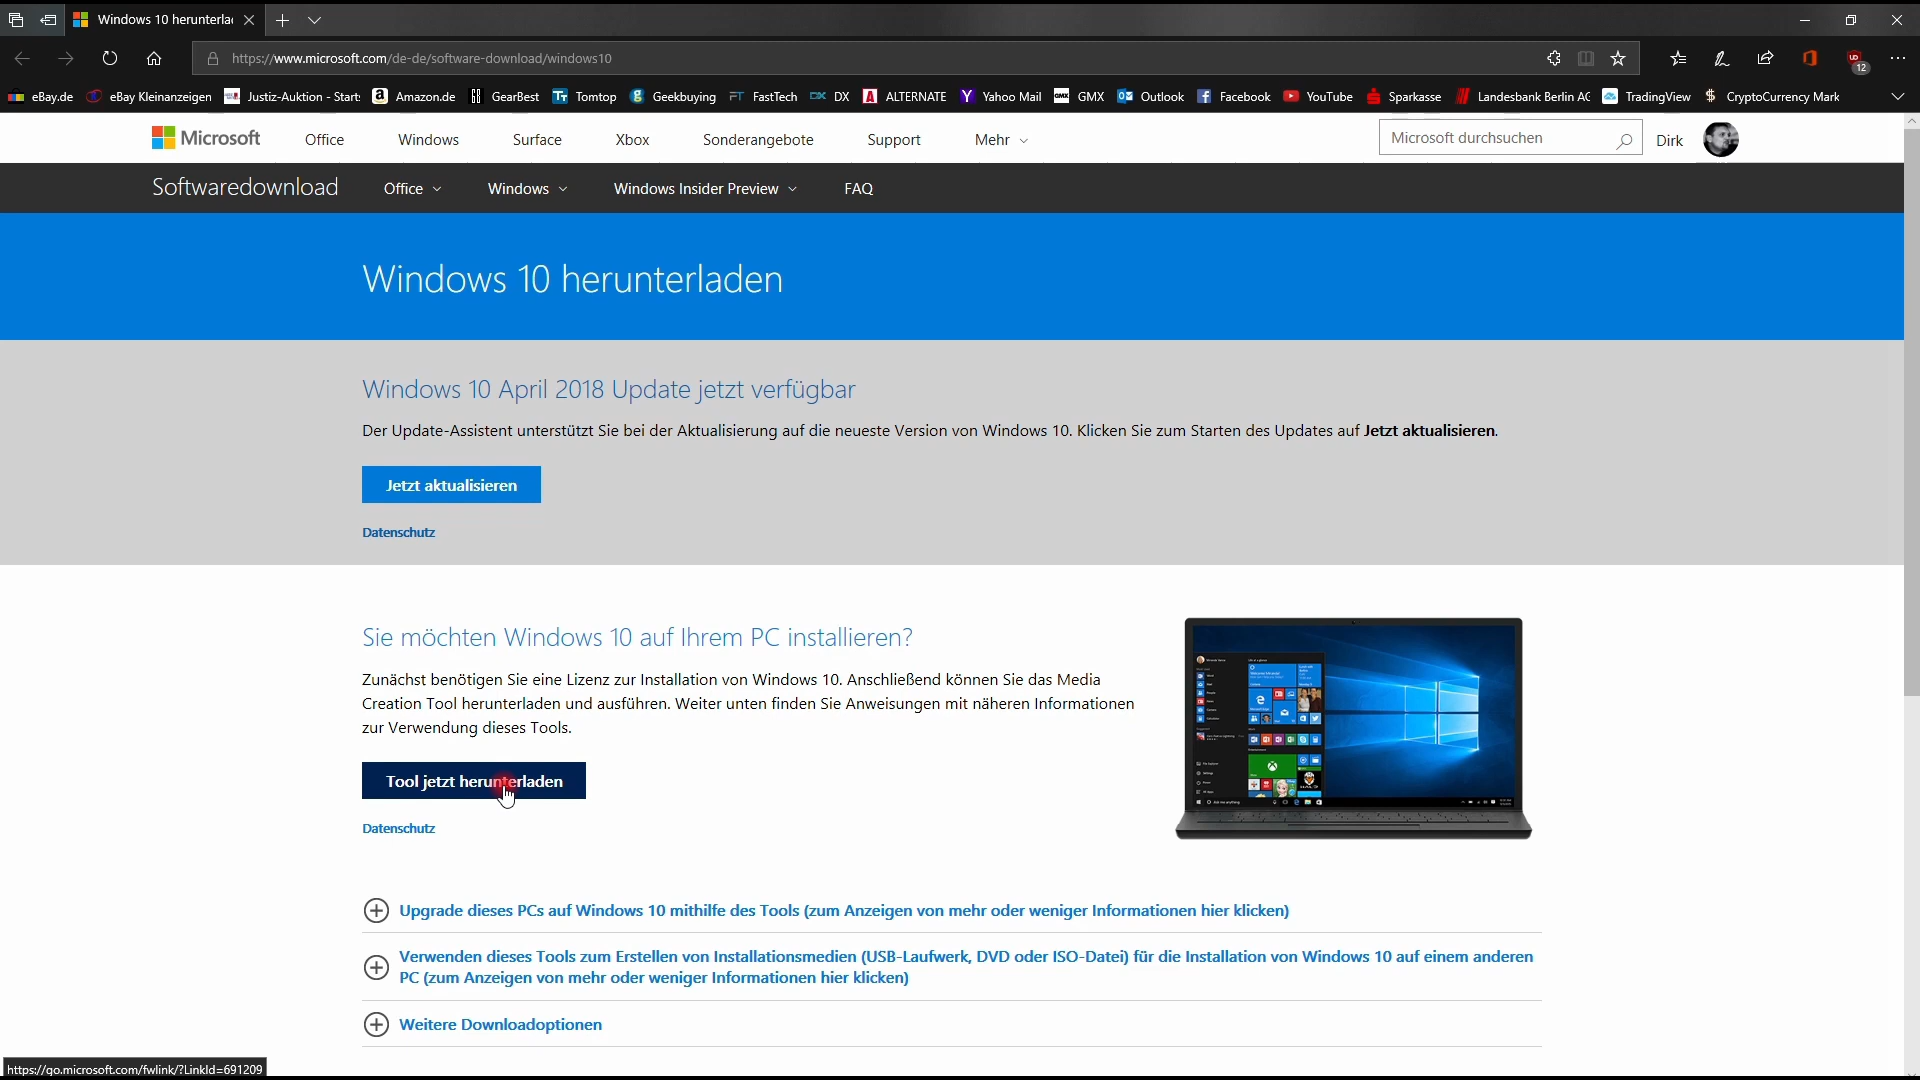 Windows 10 herunterla
https://www.microsoft.com/de-de/software-download/windows10
UD
12
eBay.de eBay Kleinanzeigen Justiz-Auktion - Start Amazon.de GearBest Tomtop Geekbuying FastTech DX ALTERNATE Yahoo Mail GMX Outlook Facebook YouTube Sparkasse Landesbank Berlin AG TradingView CryptoCurrency Mark
Microsoft Office Windows Surface Xbox Sonderangebote Support Mehr Microsoft durchsuchen Dirk
Softwaredownload Office Windows Windows Insider Preview FAQ
Windows 10 herunterladen
Windows 10 April 2018 Update jetzt verfügbar
Der Update-Assistent unterstützt Sie bei der Aktualisierung auf die neueste Version von Windows 10. Klicken Sie zum Starten des Updates auf Jetzt aktualisieren.
Jetzt aktualisieren
Datenschutz
Sie möchten Windows 10 auf Ihrem PC installieren?
Zunächst benötigen Sie eine Lizenz zur Installation von Windows 10. Anschließend können Sie das Media
Creation Tool herunterladen und ausführen. Weiter unten finden Sie Anweisungen mit näheren Informationen
zur Verwendung dieses Tools.
Tool jetzt herunterladen
Datenschutz
Upgrade dieses PCs auf Windows 10 mithilfe des Tools (zum Anzeigen von mehr oder weniger Informationen hier klicken)
Verwenden dieses Tools zum Erstellen von Installationsmedien (USB-Laufwerk, DVD oder ISO-Datei) für die Installation von Windows 10 auf einem anderen
PC (zum Anzeigen von mehr oder weniger Informationen hier klicken)
Weitere Downloadoptionen
https://go.microsoft.com/fwlink/?LinkId=691209